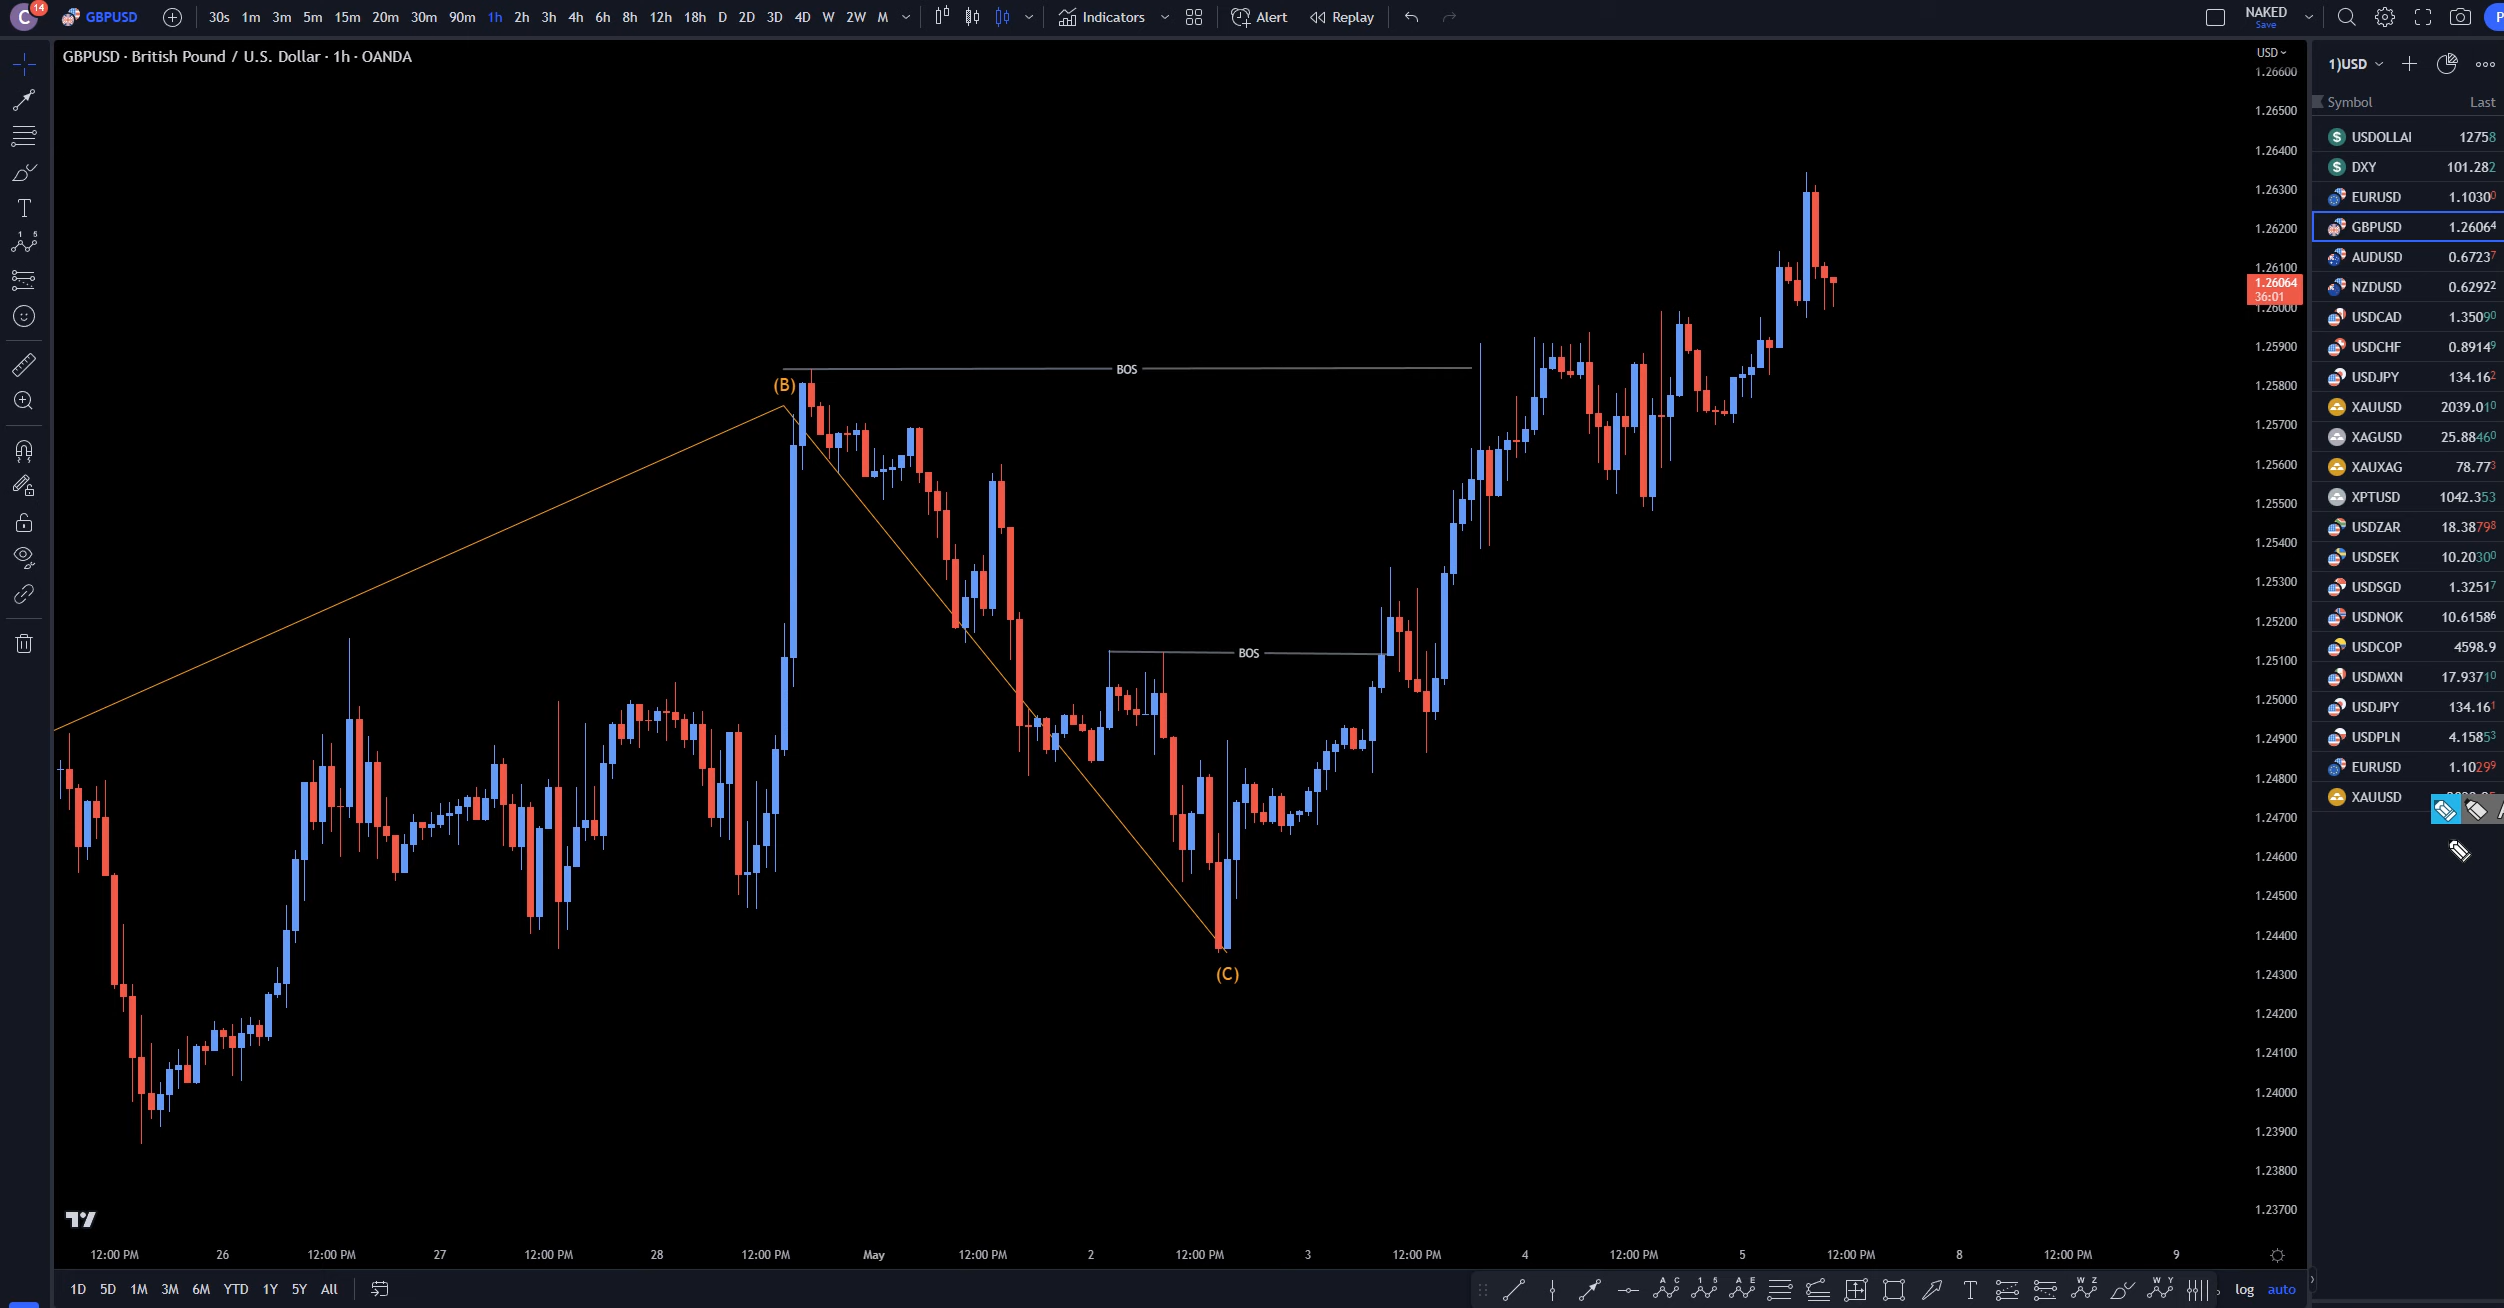 C 14 GBPUSD 30s 1m 3m 5m 15m 20m 30m 90m 1h 2h 3h 4h 6h 8h 12h 18h D 2D 3D 4D W 2W M Indicators Alert Replay NAKED
Save
GBPUSD · British Pound / U.S. Dollar · 1h · OANDA
USD
1.26600
1.26500
1.26400
1.26300
1.26200
1.26100
1.26064
36:01
1.26000
1.25900
1.25800
1.25700
1.25600
1.25500
1.25400
1.25300
1.25200
1.25100
1.25000
1.24900
1.24800
1.24700
1.24600
1.24500
1.24400
1.24300
1.24200
1.24100
1.24000
1.23900
1.23800
1.23700
(B)
BOS
BOS
(C)
1)USD
Symbol Last
USDOLLAI 12758
DXY 101.282
EURUSD 1.10300
GBPUSD 1.26064
AUDUSD 0.67237
NZDUSD 0.62922
USDCAD 1.35090
USDCHF 0.89149
USDJPY 134.162
XAUUSD 2039.010
XAGUSD 25.88460
XAUXAG 78.773
XPTUSD 1042.353
USDZAR 18.38798
USDSEK 10.20300
USDSGD 1.32517
USDNOK 10.61586
USDCOP 4598.9
USDMXN 17.93710
USDJPY 134.161
USDPLN 4.15853
EURUSD 1.10299
XAUUSD
12:00 PM 26 12:00 PM 27 12:00 PM 28 12:00 PM May 12:00 PM 2 12:00 PM 3 12:00 PM 4 12:00 PM 5 12:00 PM 8 12:00 PM 9
1D 5D 1M 3M 6M YTD 1Y 5Y All log auto